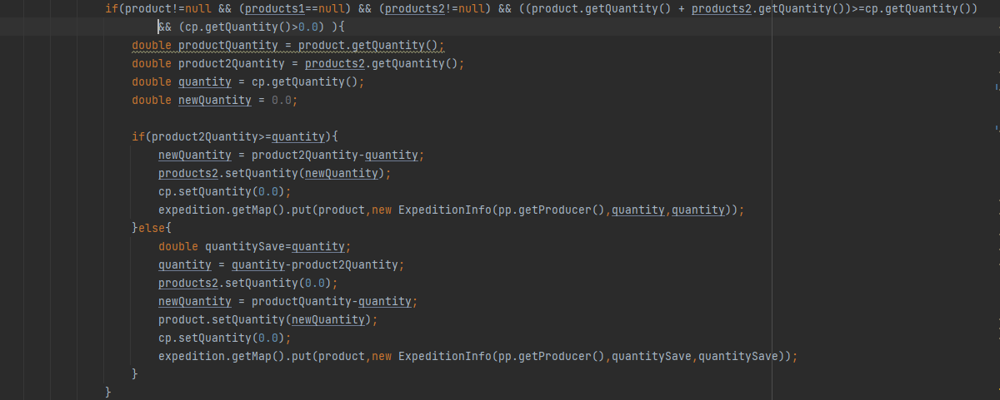 if(product!=null && (products1==null) && (products2!=null) && ((product.getQuantity() + products2.getQuantity())>=cp.getQuantity())
&& (cp.getQuantity()>0.0) ){
double productQuantity = product.getQuantity();
double product2Quantity = products2.getQuantity();
double quantity = cp.getQuantity();
double newQuantity = 0.0;
if(product2Quantity>=quantity){
newQuantity = product2Quantity-quantity;
products2.setQuantity(newQuantity);
cp.setQuantity(0.0);
expedition.getMap().put(product,new ExpeditionInfo(pp.getProducer(),quantity,quantity));
}else{
double quantitySave=quantity;
quantity = quantity-product2Quantity;
products2.setQuantity(0.0);
newQuantity = productQuantity-quantity;
product.setQuantity(newQuantity);
cp.setQuantity(0.0);
expedition.getMap().put(product,new ExpeditionInfo(pp.getProducer(),quantitySave,quantitySave));
}
}